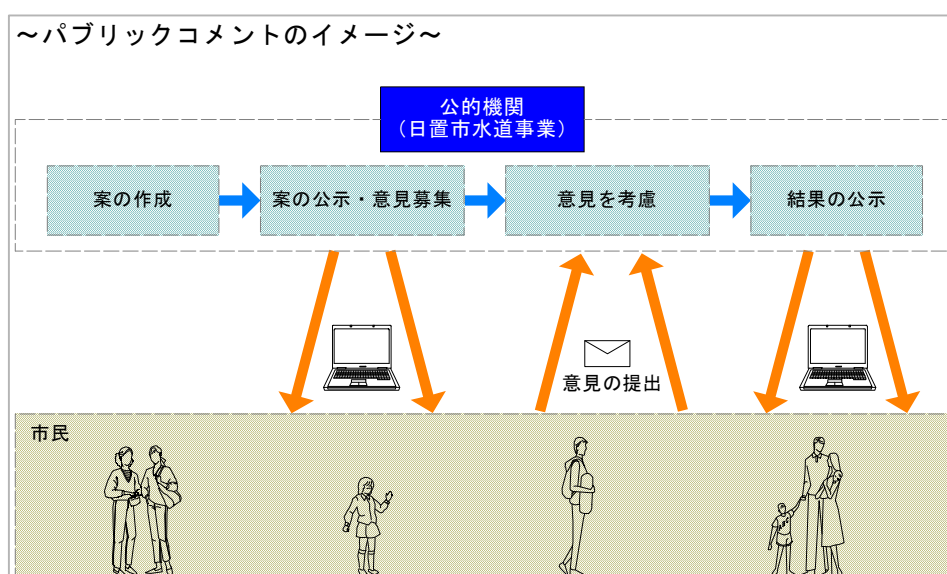 ～パブリックコメントのイメージ～
公的機関
（日置市水道事業）
案の作成
案の公示・意見募集
意見を考慮
結果の公示
意見の提出
市民